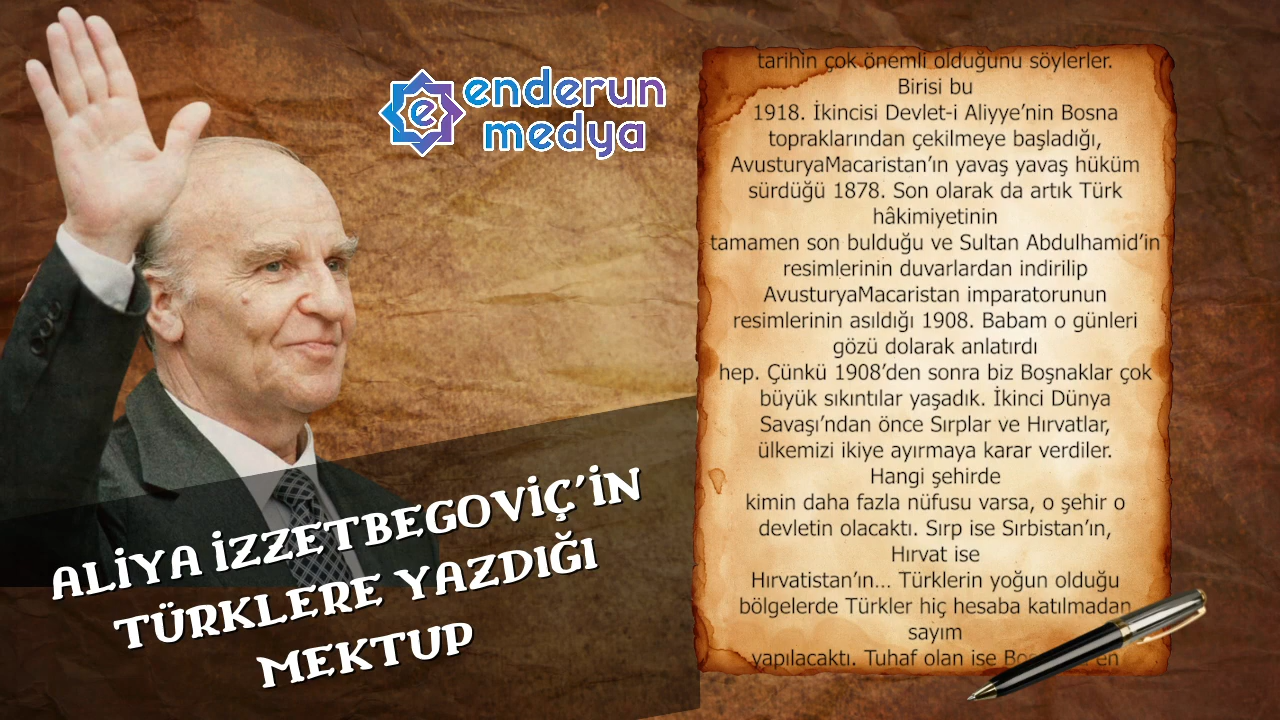 enderun
medya
ALİYA İZZETBEGOVİÇ'İN
TÜRKLERE YAZDIĞI
MEKTUP
tarihin çok önemli olduğunu söylerler.
Birisi bu
1918. İkincisi Devlet-i Aliyye’nin Bosna
topraklarından çekilmeye başladığı,
AvusturyaMacaristan’ın yavaş yavaş hüküm
sürdüğü 1878. Son olarak da artık Türk
hâkimiyetinin
tamamen son bulduğu ve Sultan Abdulhamid’in
resimlerinin duvarlardan indirilip
AvusturyaMacaristan imparatorunun
resimlerinin asıldığı 1908. Babam o günleri
gözü dolarak anlatırdı
hep. Çünkü 1908’den sonra biz Boşnaklar çok
büyük sıkıntılar yaşadık. İkinci Dünya
Savaşı’ndan önce Sırplar ve Hırvatlar,
ülkemizi ikiye ayırmaya karar verdiler.
Hangi şehirde
kimin daha fazla nüfusu varsa, o şehir o
devletin olacaktı. Sırp ise Sırbistan’ın,
Hırvat ise
Hırvatistan’ın… Türklerin yoğun olduğu
bölgelerde Türkler hiç hesaba katılmadan
sayım
yapılacaktı. Tuhaf olan ise en